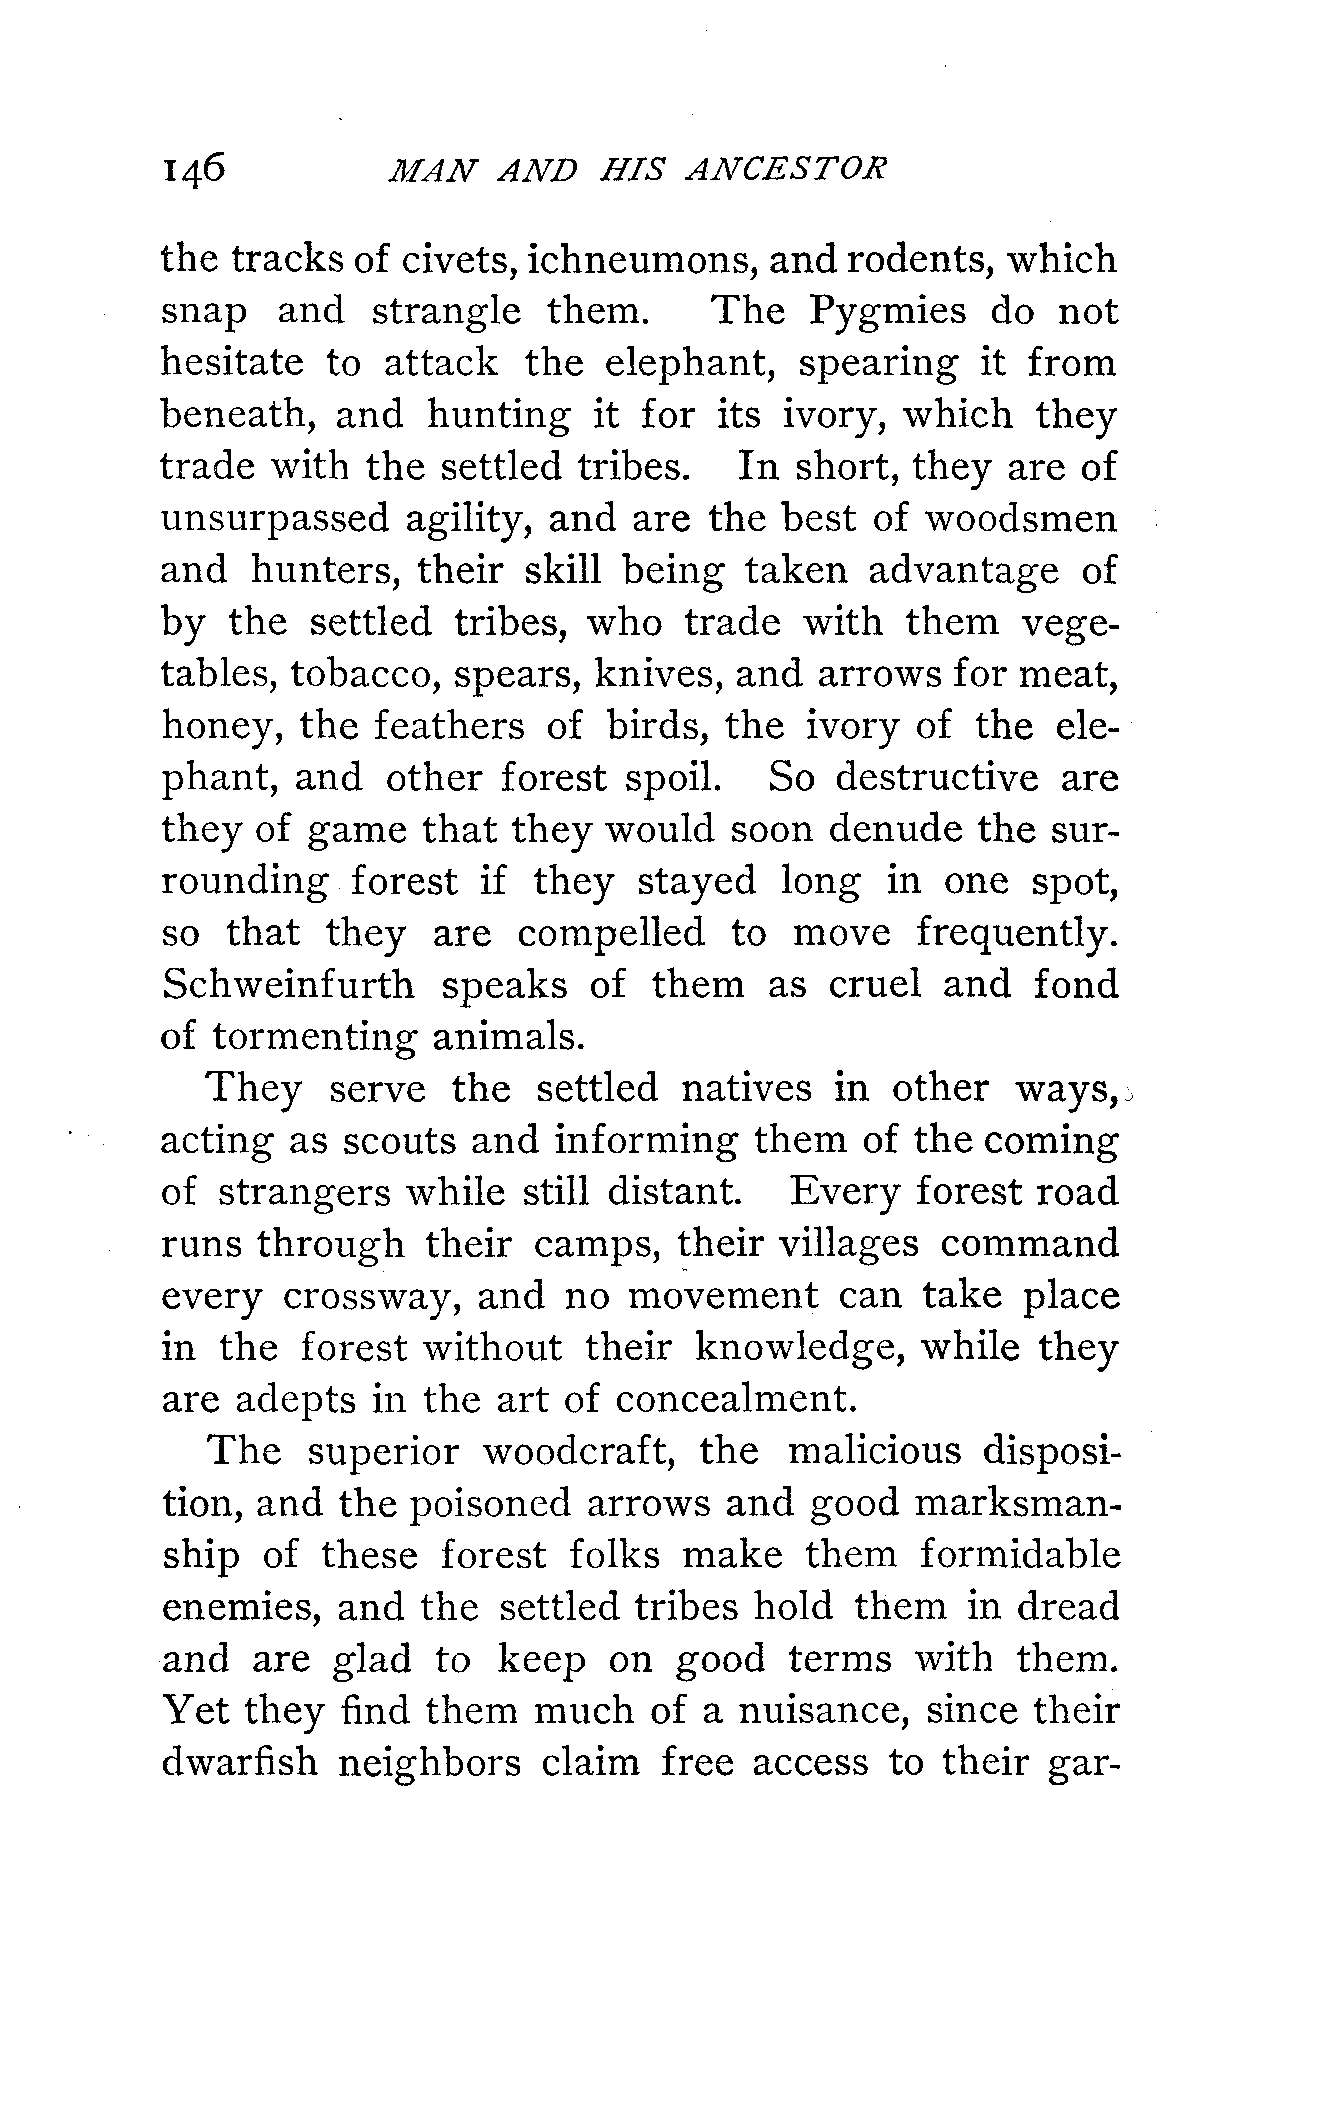 146 MAN AND HIS ANCESTOR
the tracks of civets, ichneumons, and rodents, which
snap and strangle them. The Pygmies do not
hesitate to attack the elephant, spearing it from
beneath, and hunting it for its ivory, which they
trade with the settled tribes. In short, they are of
unsurpassed agility, and are the best of woodsmen
and hunters, their skill being taken advantage of
by the settled tribes, who trade with them vege-
tables, tobacco, spears, knives, and arrows for meat,
honey, the feathers of birds, the ivory of the ele-
phant, and other forest spoil. So destructive are
they of game that they would soon denude the sur-
rounding forest if they stayed long in one spot,
so that they are compelled to move frequently.
Schweinfurth speaks of them as cruel and fond
of tormenting animals.
They serve the settled natives in other ways,
acting as scouts and informing them of the coming
of strangers while still distant. Every forest road
runs through their camps, their villages command
every crossway, and no movement can take place
in the forest without their knowledge, while they
are adepts in the art of concealment.
The superior woodcraft, the malicious disposi-
tion, and the poisoned arrows and good marksman-
ship of these forest folks make them formidable
enemies, and the settled tribes hold them in dread
and are glad to keep on good terms with them.
Yet they find them much of a nuisance, since their
dwarfish neighbors claim free access to their gar-